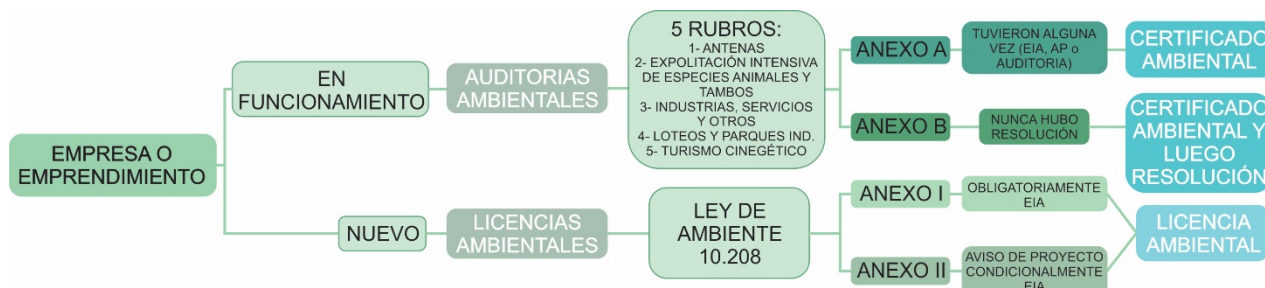 EMPRESA O
EMPRENDIMIENTO
EN
FUNCIONAMIENTO
AUDITORIAS
AMBIENTALES
5 RUBROS:
1- ANTENAS
2- EXPOLITACIÓN INTENSIVA
DE ESPECIES ANIMALES Y
TAMBOS
3- INDUSTRIAS, SERVICIOS
Y OTROS
4- LOTEOS Y PARQUES IND.
5- TURISMO CINEGÉTICO
ANEXO A
TUVIERON ALGUNA
VEZ (EIA, AP o
AUDITORIA)
CERTIFICADO
AMBIENTAL
ANEXO B
NUNCA HUBO
RESOLUCIÓN
CERTIFICADO
AMBIENTAL Y
LUEGO
RESOLUCIÓN
NUEVO
LICENCIAS
AMBIENTALES
LEY DE
AMBIENTE
10.208
ANEXO I
OBLIGATORIAMENTE
EIA
ANEXO II
AVISO DE PROYECTO
CONDICIONALMENTE
EIA
LICENCIA
AMBIENTAL